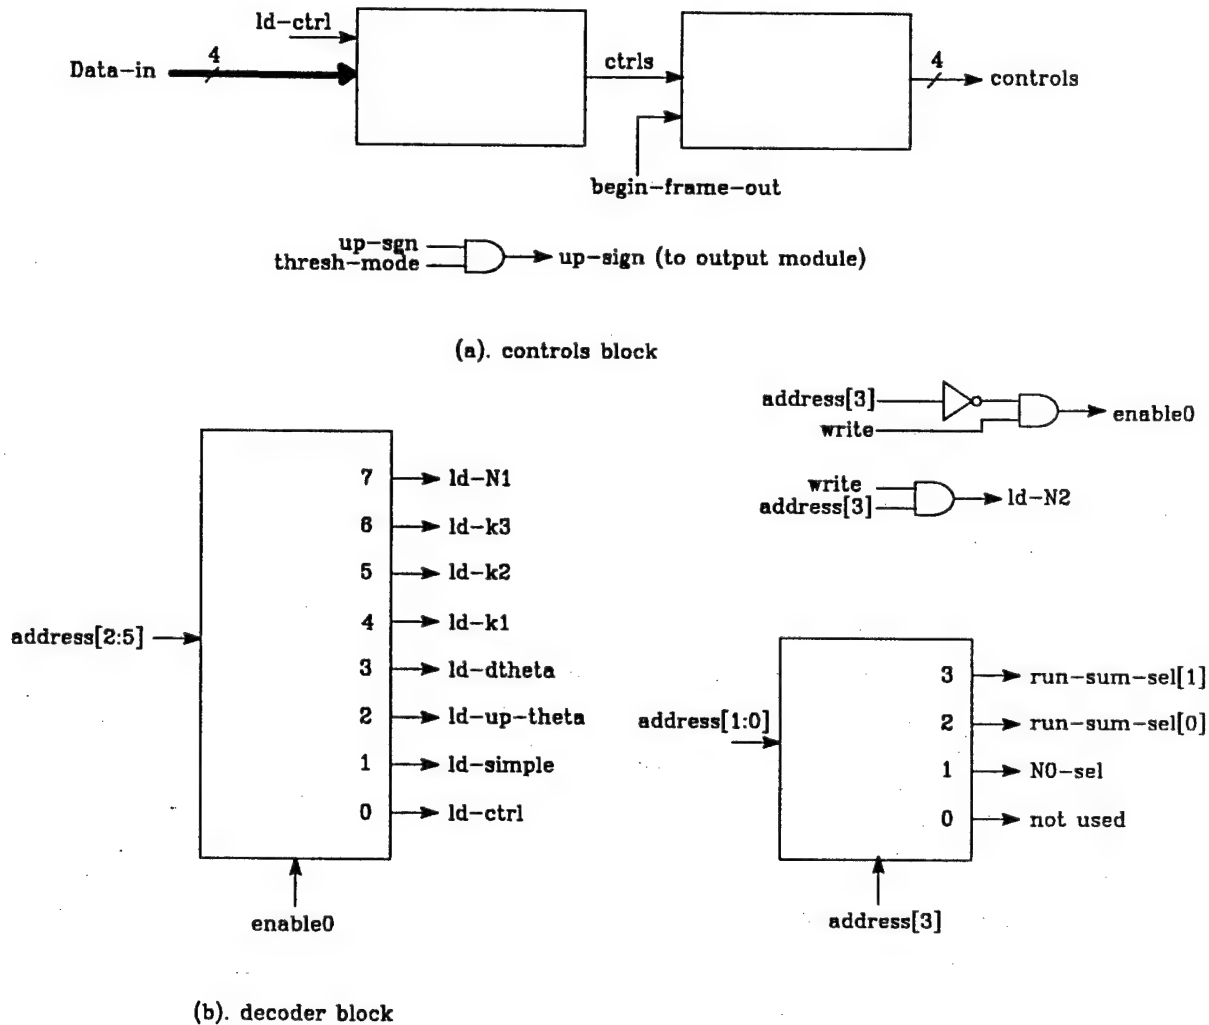 ld-ctrl
4
Data-in
ctrls
4
controls
begin-frame-out
up-sgn
thresh-mode
up-sign (to output module)
(a). controls block
address[3]
write
enable0
write
address[3]
ld-N2
7 ld-N1
6 ld-k3
5 ld-k2
4 ld-k1
3 ld-dtheta
2 ld-up-theta
1 ld-simple
0 ld-ctrl
address[2:5]
enable0
address[1:0]
3 run-sum-sel[1]
2 run-sum-sel[0]
1 N0-sel
0 not used
address[3]
(b). decoder block